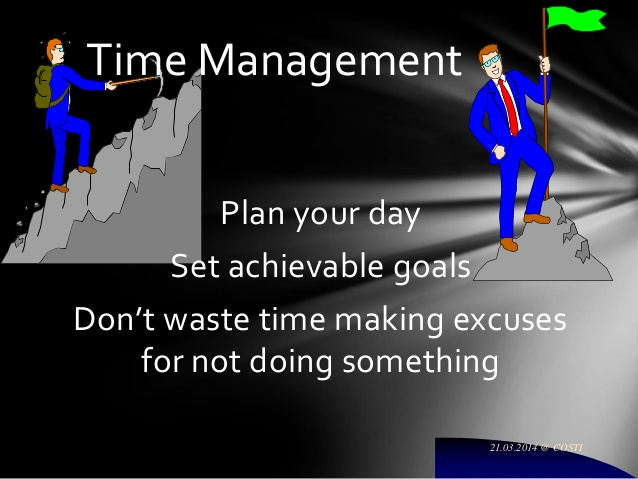 Time Management
Plan your day
Set achievable goals
Don’t waste time making excuses
for not doing something
21.03.2014 @ COSTI